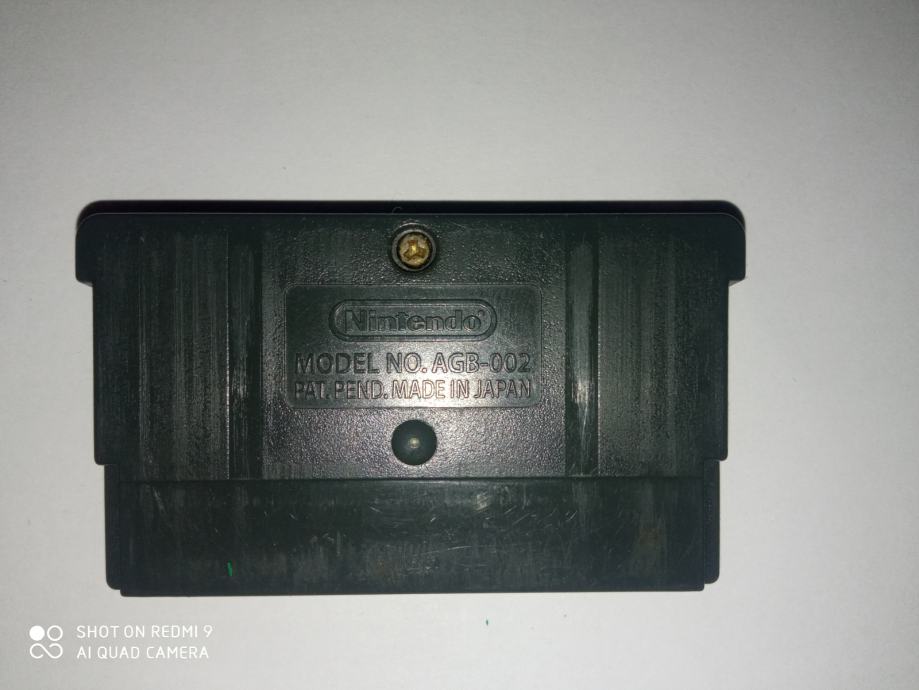 Nintendo
MODEL NO. AGB-002
PAT. PEND. MADE IN JAPAN
SHOT ON REDMI 9
AI QUAD CAMERA